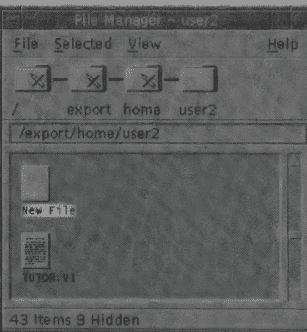 File Manager - user2
File Selected View Help
/ export home user2
/export/home/user2
New File
TUTOR.VI
43 Items 9 Hidden